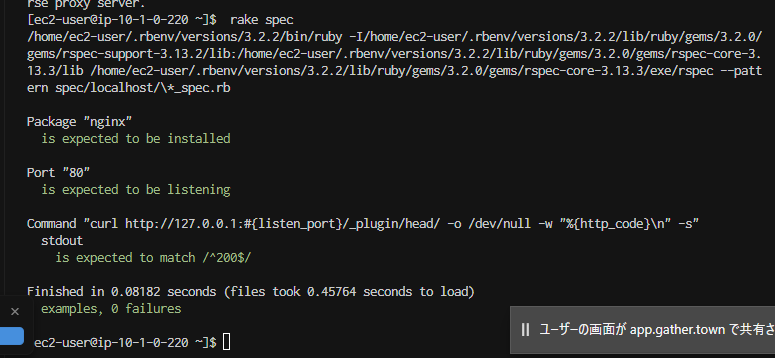 rse proxy server.
[ec2-user@ip-10-1-0-220 ~]$  rake spec
/home/ec2-user/.rbenv/versions/3.2.2/bin/ruby -I/home/ec2-user/.rbenv/versions/3.2.2/lib/ruby/gems/3.2.0/
gems/rspec-support-3.13.2/lib:/home/ec2-user/.rbenv/versions/3.2.2/lib/ruby/gems/3.2.0/gems/rspec-core-3.
13.3/lib /home/ec2-user/.rbenv/versions/3.2.2/lib/ruby/gems/3.2.0/gems/rspec-core-3.13.3/exe/rspec --patt
ern spec/localhost/\*_spec.rb
Package "nginx"
is expected to be installed
Port "80"
is expected to be listening
Command "curl http://127.0.0.1:#{listen_port}/_plugin/head/ -o /dev/null -w "%{http_code}\n" -s"
stdout
is expected to match /^200$/
Finished in 0.08182 seconds (files took 0.45764 seconds to load)
examples, 0 failures
ec2-user@ip-10-1-0-220 ~]$
ユーザーの画面が app.gather.town で共有さ